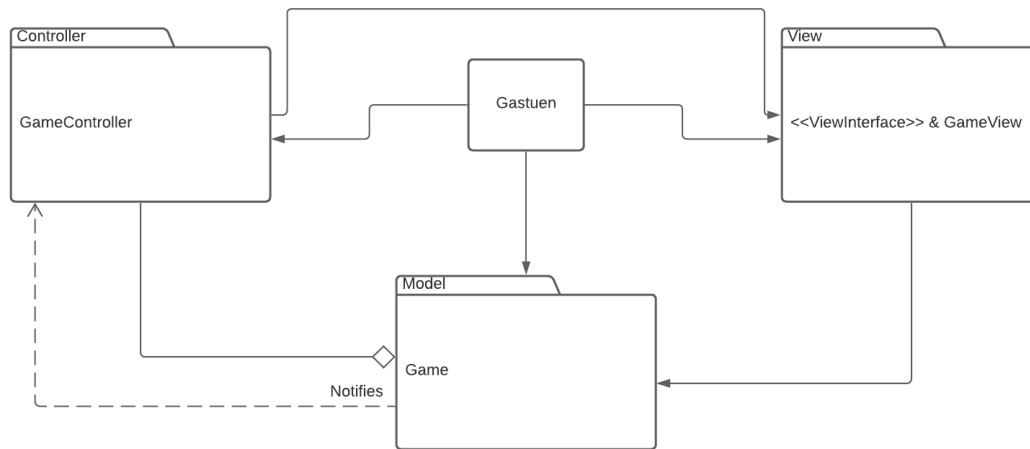 Controller
View
Gastuen
GameController
<<ViewInterface>> & GameView
Model
Game
Notifies